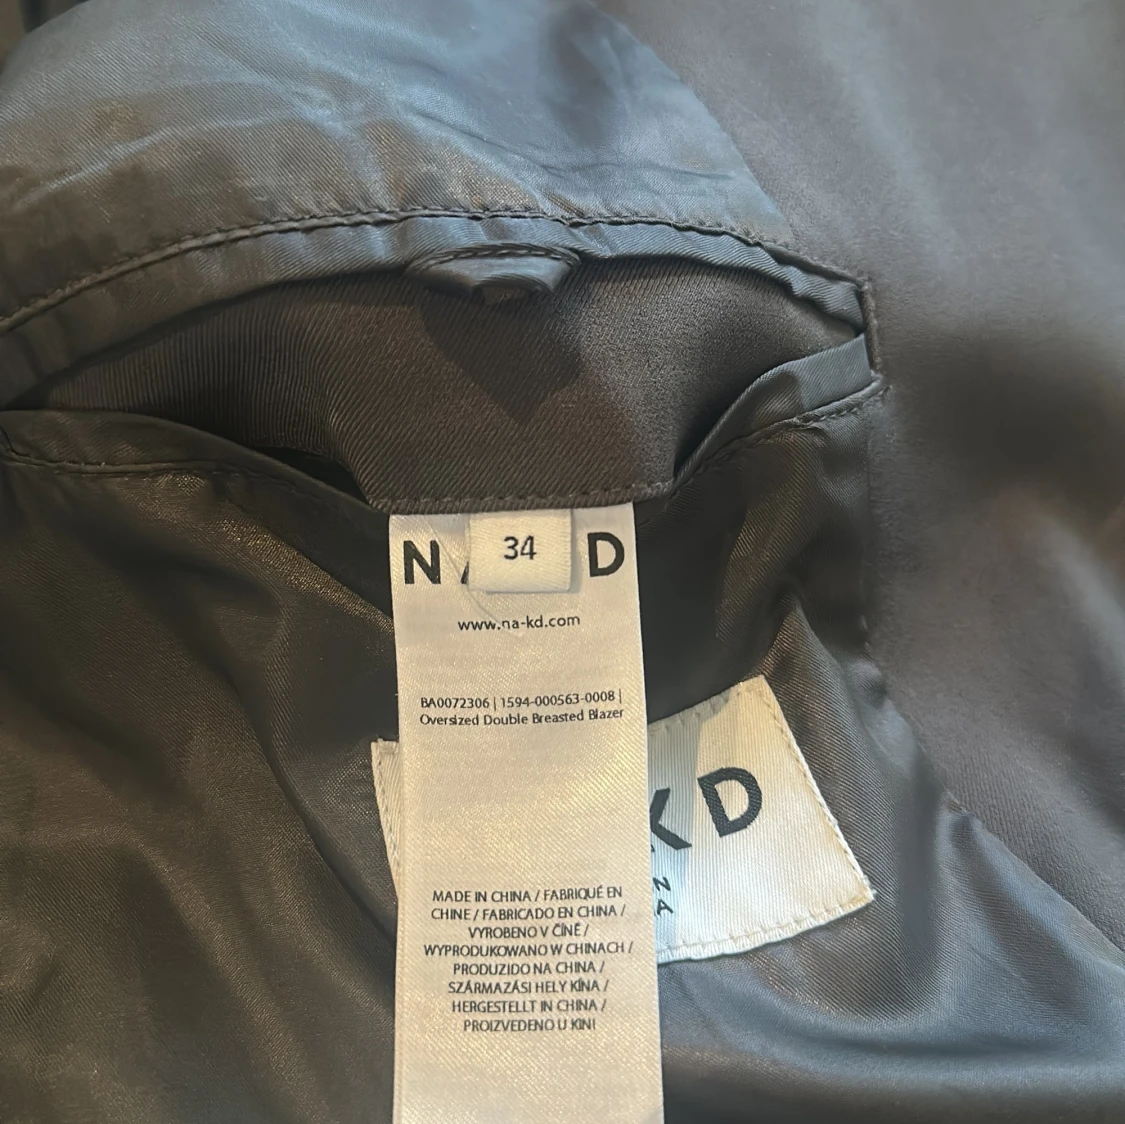 N D
34
www.na-kd.com
BA0072306 | 1594-000563-0008 |
Oversized Double Breasted Blazer
KD
MADE IN CHINA / FABRIQUÉ EN
CHINE / FABRICADO EN CHINA /
VYROBENO V ČÍNĚ /
WYPRODUKOWANO W CHINACH /
PRODUZIDO NA CHINA /
SZÁRMAZÁSI HELY KÍNA /
HERGESTELLT IN CHINA /
PROIZVEDENO U KINI